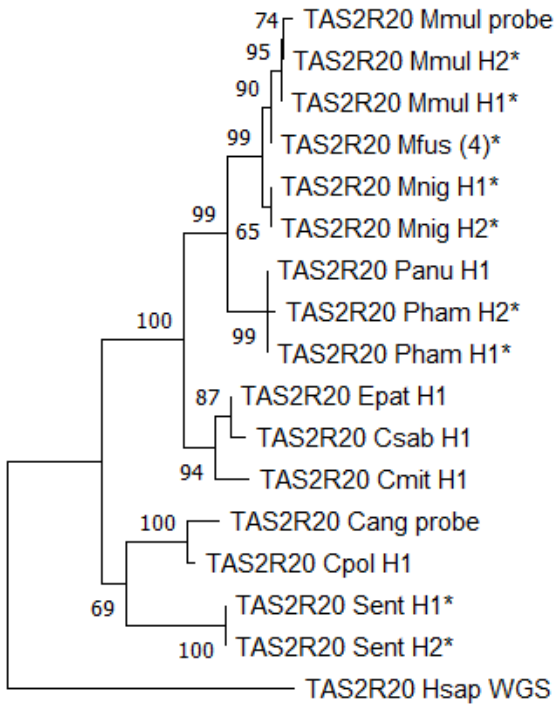 74 TAS2R20 Mmul probe
95 TAS2R20 Mmul H2*
90 TAS2R20 Mmul H1*
99 TAS2R20 Mfus (4)*
TAS2R20 Mnig H1*
99 65 TAS2R20 Mnig H2*
TAS2R20 Panu H1
TAS2R20 Pham H2*
100 99 TAS2R20 Pham H1*
87 TAS2R20 Epat H1
TAS2R20 Csab H1
94 TAS2R20 Cmit H1
100 TAS2R20 Cang probe
TAS2R20 Cpol H1
69 TAS2R20 Sent H1*
100 TAS2R20 Sent H2*
TAS2R20 Hsap WGS